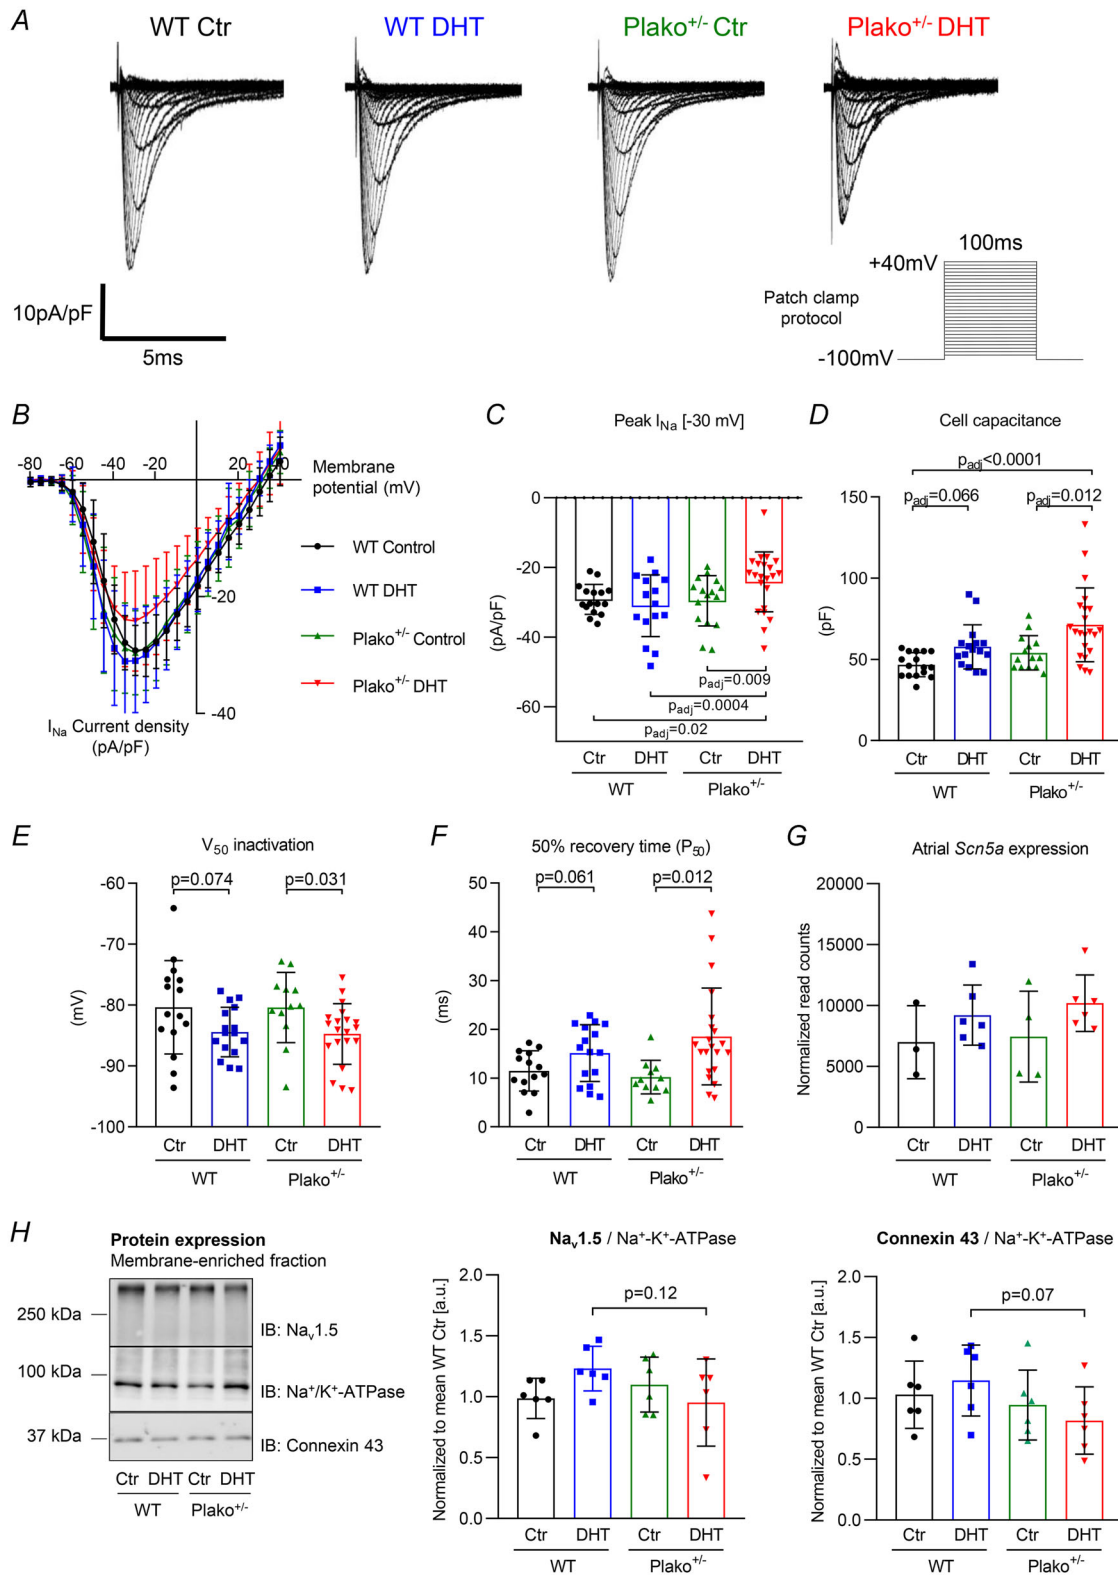 A
WT Ctr
WT DHT
Plako+/- Ctr
Plako+/- DHT
10pA/pF
5ms
100ms
+40mV
Patch clamp
protocol
-100mV
B
-80 -60 -40 -20 20 40
Membrane
potential (mV)
-20
-40
WT Control
WT DHT
Plako+/- Control
Plako+/- DHT
INa Current density
(pA/pF)
C
Peak INa [-30 mV]
0
-20
-40
-60
(pA/pF)
padj=0.009
padj=0.0004
padj=0.02
Ctr DHT Ctr DHT
WT Plako+/-
D
Cell capacitance
padj<0.0001
padj=0.066
padj=0.012
150
100
50
0
(pF)
Ctr DHT Ctr DHT
WT Plako+/-
E
V50 inactivation
p=0.074
p=0.031
-60
-70
-80
-90
-100
(mV)
Ctr DHT Ctr DHT
WT Plako+/-
F
50% recovery time (P50)
p=0.061
p=0.012
50
40
30
20
10
0
(ms)
Ctr DHT Ctr DHT
WT Plako+/-
G
Atrial Scn5a expression
20000
15000
10000
5000
0
Normalized read counts
Ctr DHT Ctr DHT
WT Plako+/-
H
Protein expression
Membrane-enriched fraction
250 kDa
IB: Nav1.5
100 kDa
IB: Na+/K+-ATPase
37 kDa
IB: Connexin 43
Ctr DHT Ctr DHT
WT Plako+/-
Nav1.5 / Na+-K+-ATPase
p=0.12
2.0
1.5
1.0
0.5
0.0
Normalized to mean WT Ctr [a.u.]
Ctr DHT Ctr DHT
WT Plako+/-
Connexin 43 / Na+-K+-ATPase
p=0.07
2.0
1.5
1.0
0.5
0.0
Normalized to mean WT Ctr [a.u.]
Ctr DHT Ctr DHT
WT Plako+/-